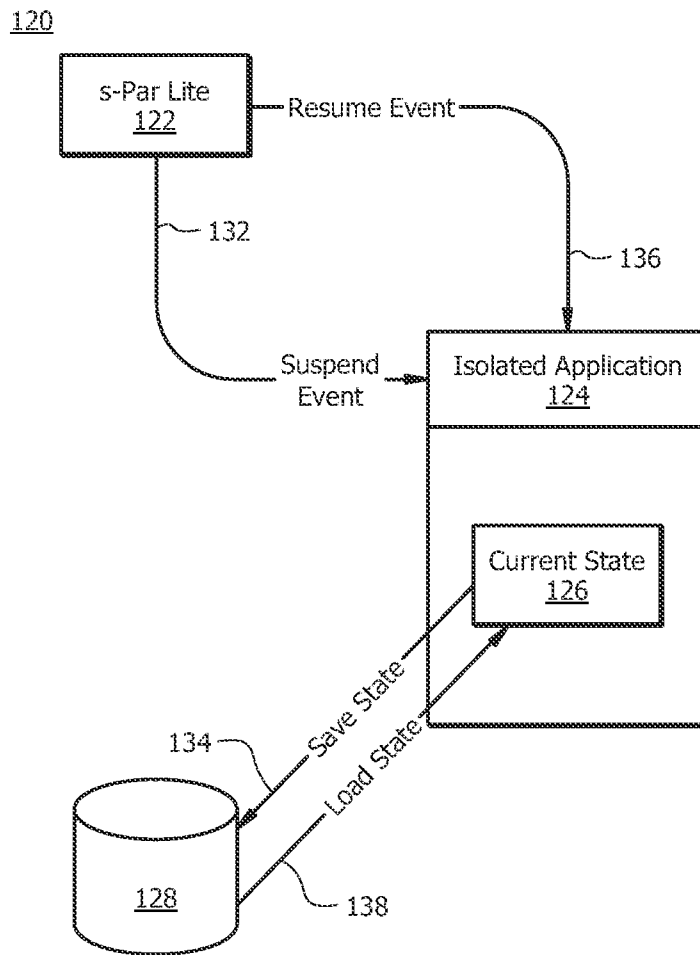 120
s-Par Lite
122
Resume Event
132
136
Suspend
Event
Isolated Application
124
Current State
126
Save State
Load State
134
128
138